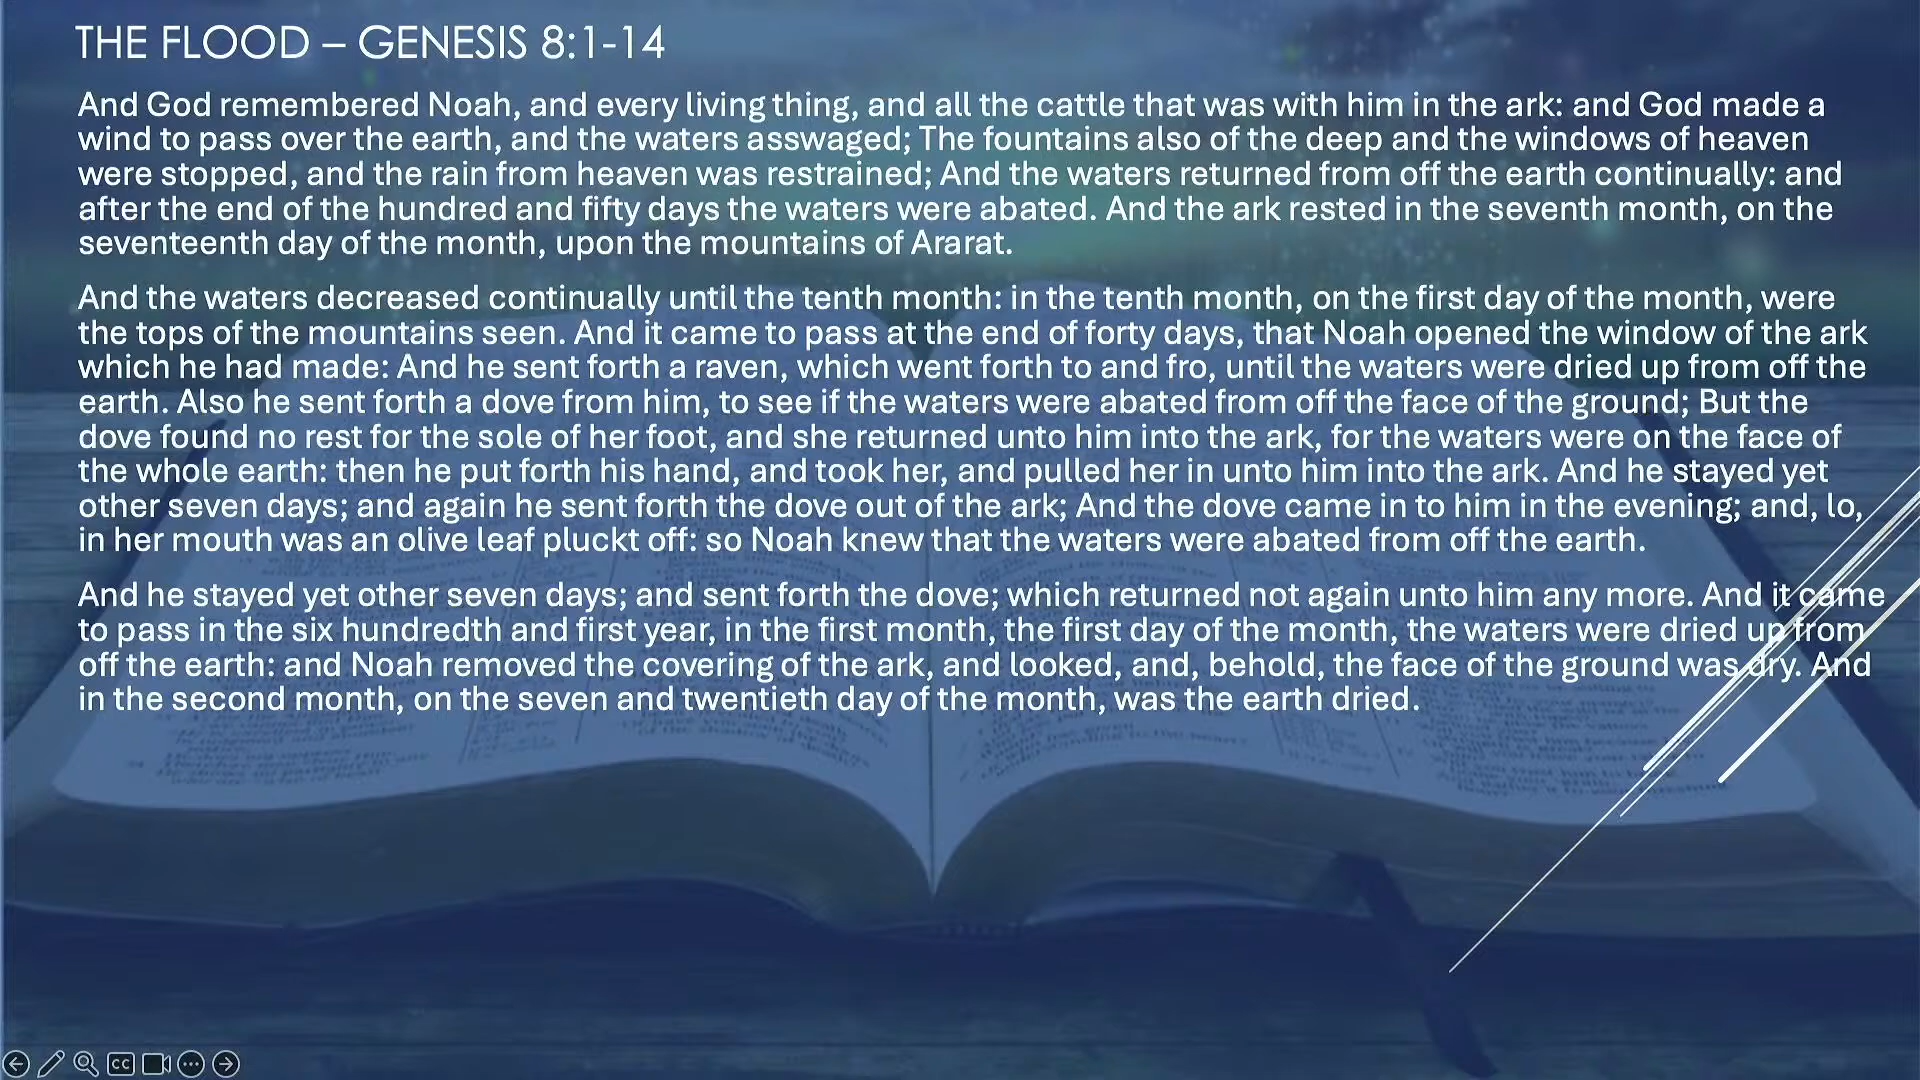 THE FLOOD – GENESIS 8:1-14
And God remembered Noah, and every living thing, and all the cattle that was with him in the ark: and God made a
wind to pass over the earth, and the waters asswaged; The fountains also of the deep and the windows of heaven
were stopped, and the rain from heaven was restrained; And the waters returned from off the earth continually: and
after the end of the hundred and fifty days the waters were abated. And the ark rested in the seventh month, on the
seventeenth day of the month, upon the mountains of Ararat.
And the waters decreased continually until the tenth month: in the tenth month, on the first day of the month, were
the tops of the mountains seen. And it came to pass at the end of forty days, that Noah opened the window of the ark
which he had made: And he sent forth a raven, which went forth to and fro, until the waters were dried up from off the
earth. Also he sent forth a dove from him, to see if the waters were abated from off the face of the ground; But the
dove found no rest for the sole of her foot, and she returned unto him into the ark, for the waters were on the face of
the whole earth: then he put forth his hand, and took her, and pulled her in unto him into the ark. And he stayed yet
other seven days; and again he sent forth the dove out of the ark; And the dove came in to him in the evening; and, lo,
in her mouth was an olive leaf pluckt off: so Noah knew that the waters were abated from off the earth.
And he stayed yet other seven days; and sent forth the dove; which returned not again unto him any more. And it came
to pass in the six hundredth and first year, in the first month, the first day of the month, the waters were dried up from
off the earth: and Noah removed the covering of the ark, and looked, and, behold, the face of the ground was dry. And
in the second month, on the seven and twentieth day of the month, was the earth dried.
CC